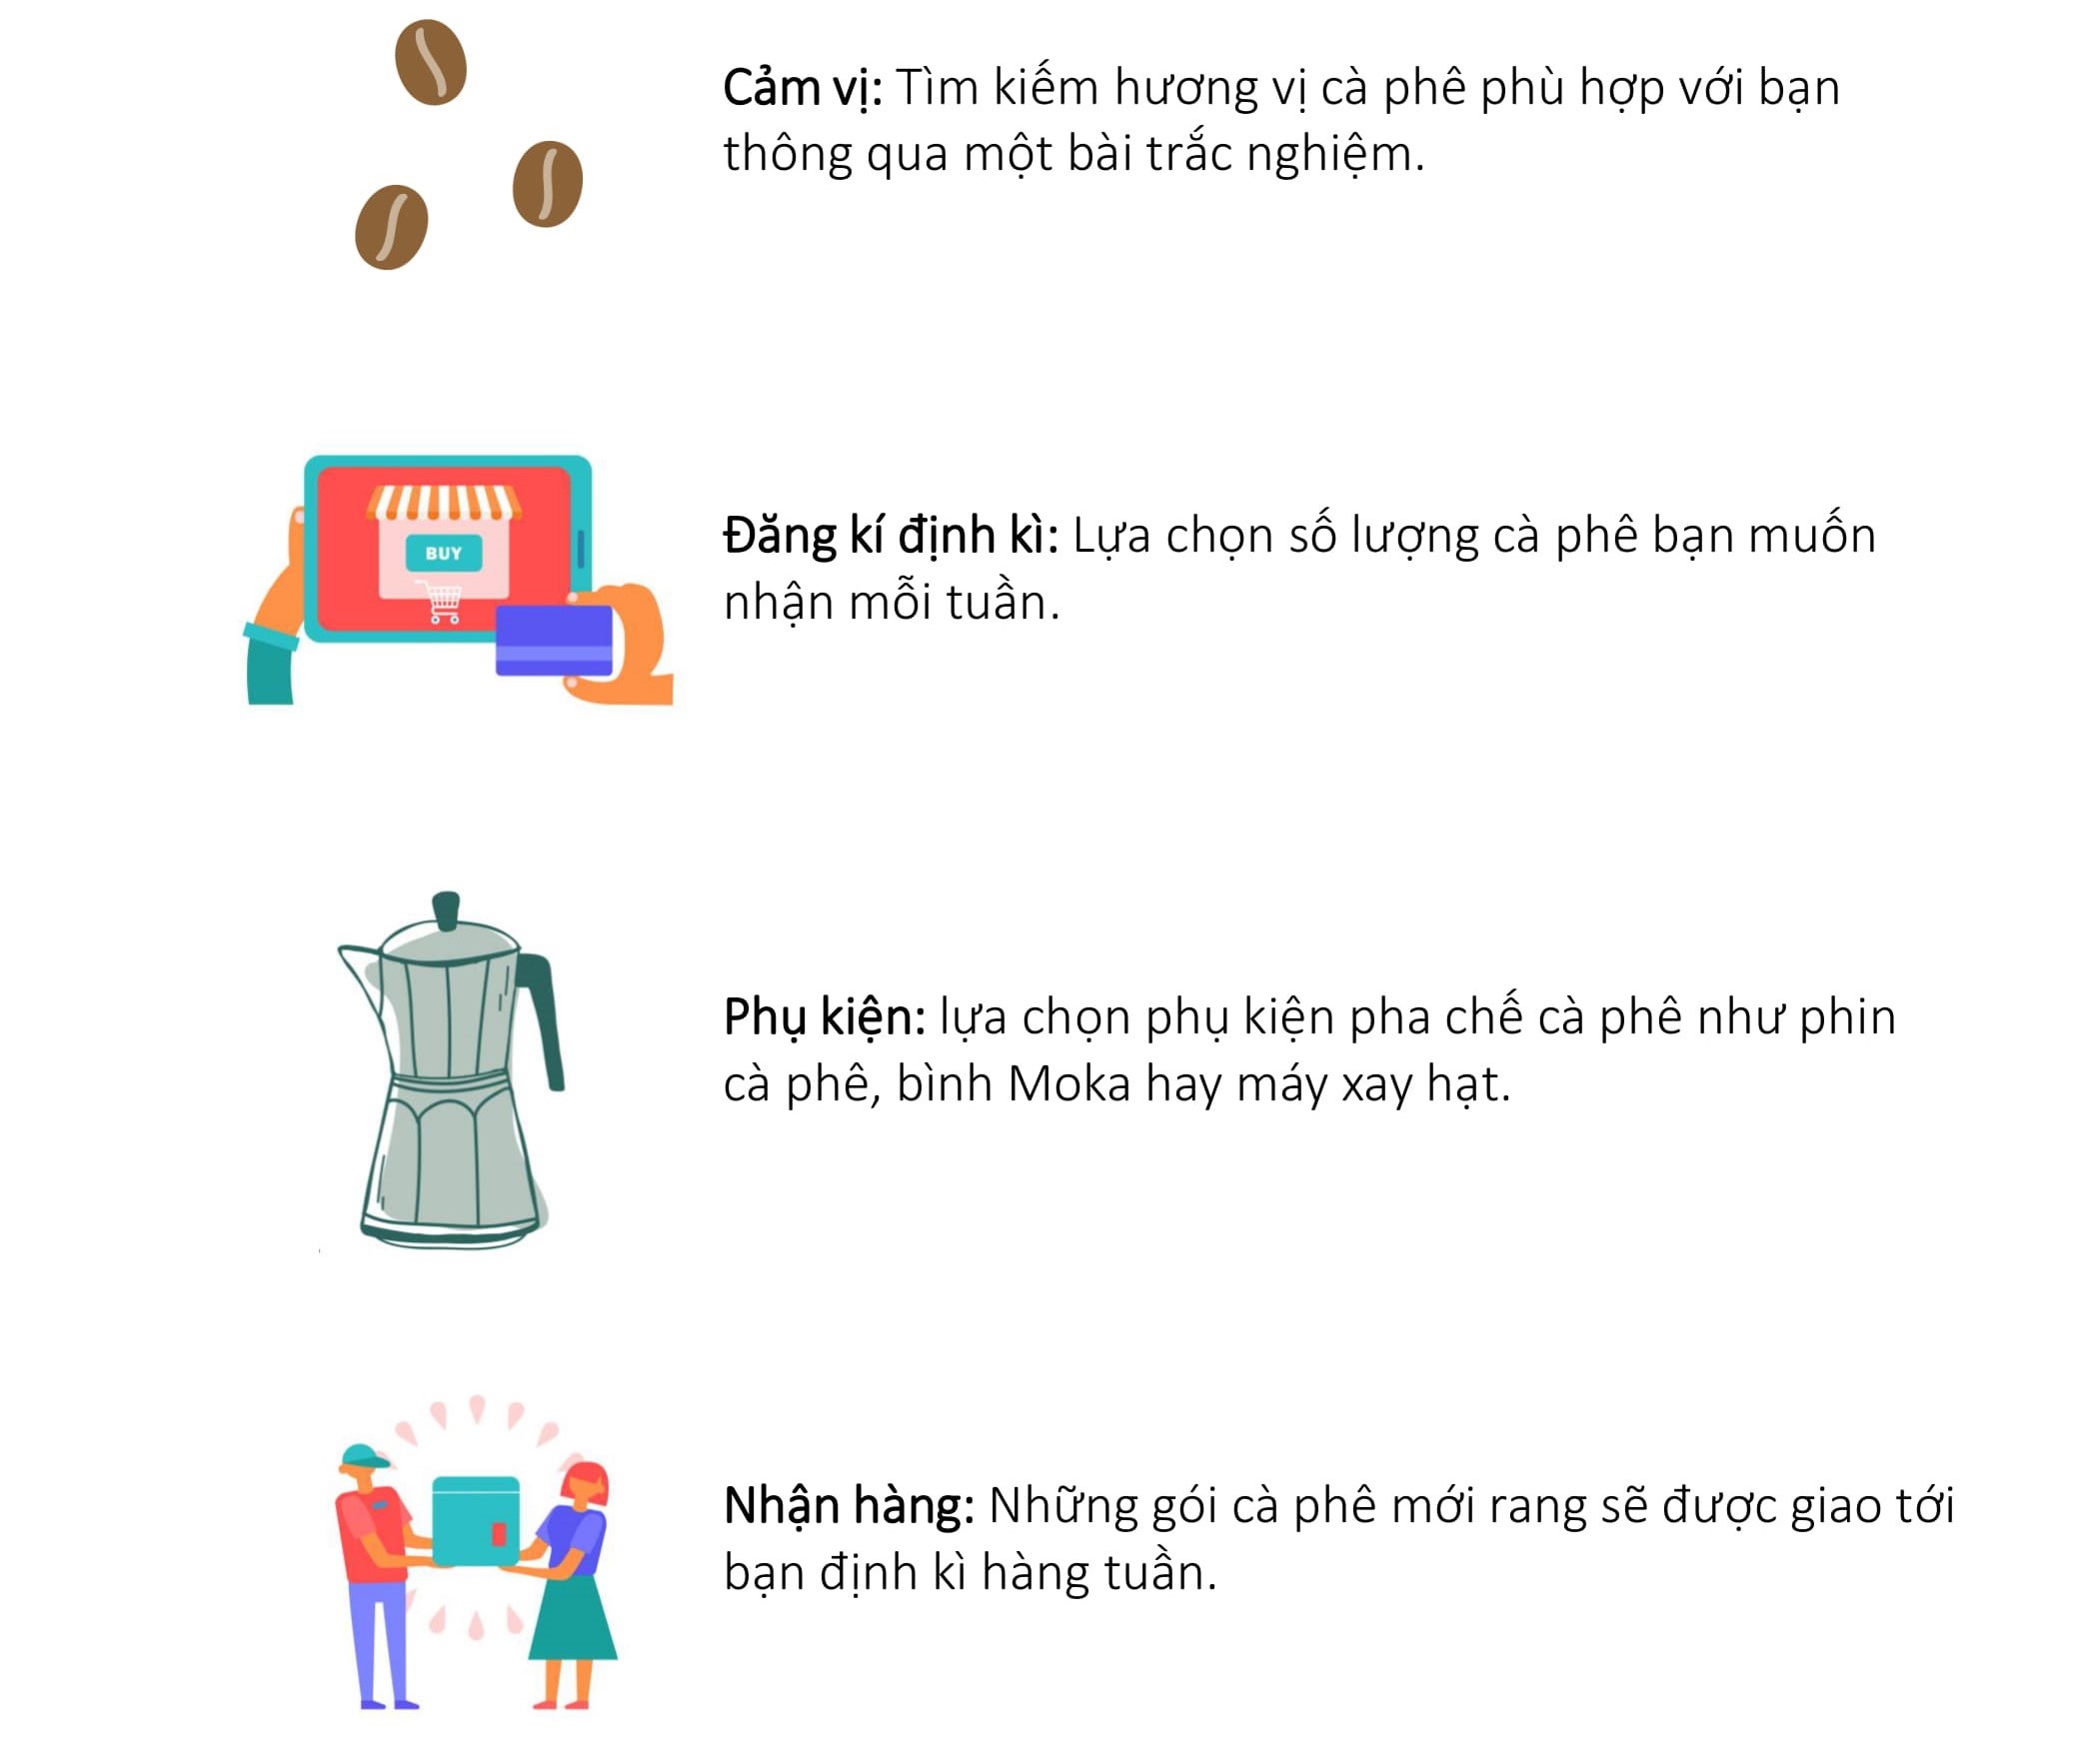 Cảm vị: Tìm kiếm hương vị cà phê phù hợp với bạn
thông qua một bài trắc nghiệm.
BUY
Đăng kí định kì: Lựa chọn số lượng cà phê bạn muốn
nhận mỗi tuần.
Phụ kiện: lựa chọn phụ kiện pha chế cà phê như phin
cà phê, bình Moka hay máy xay hạt.
Nhận hàng: Những gói cà phê mới rang sẽ được giao tới
bạn định kì hàng tuần.